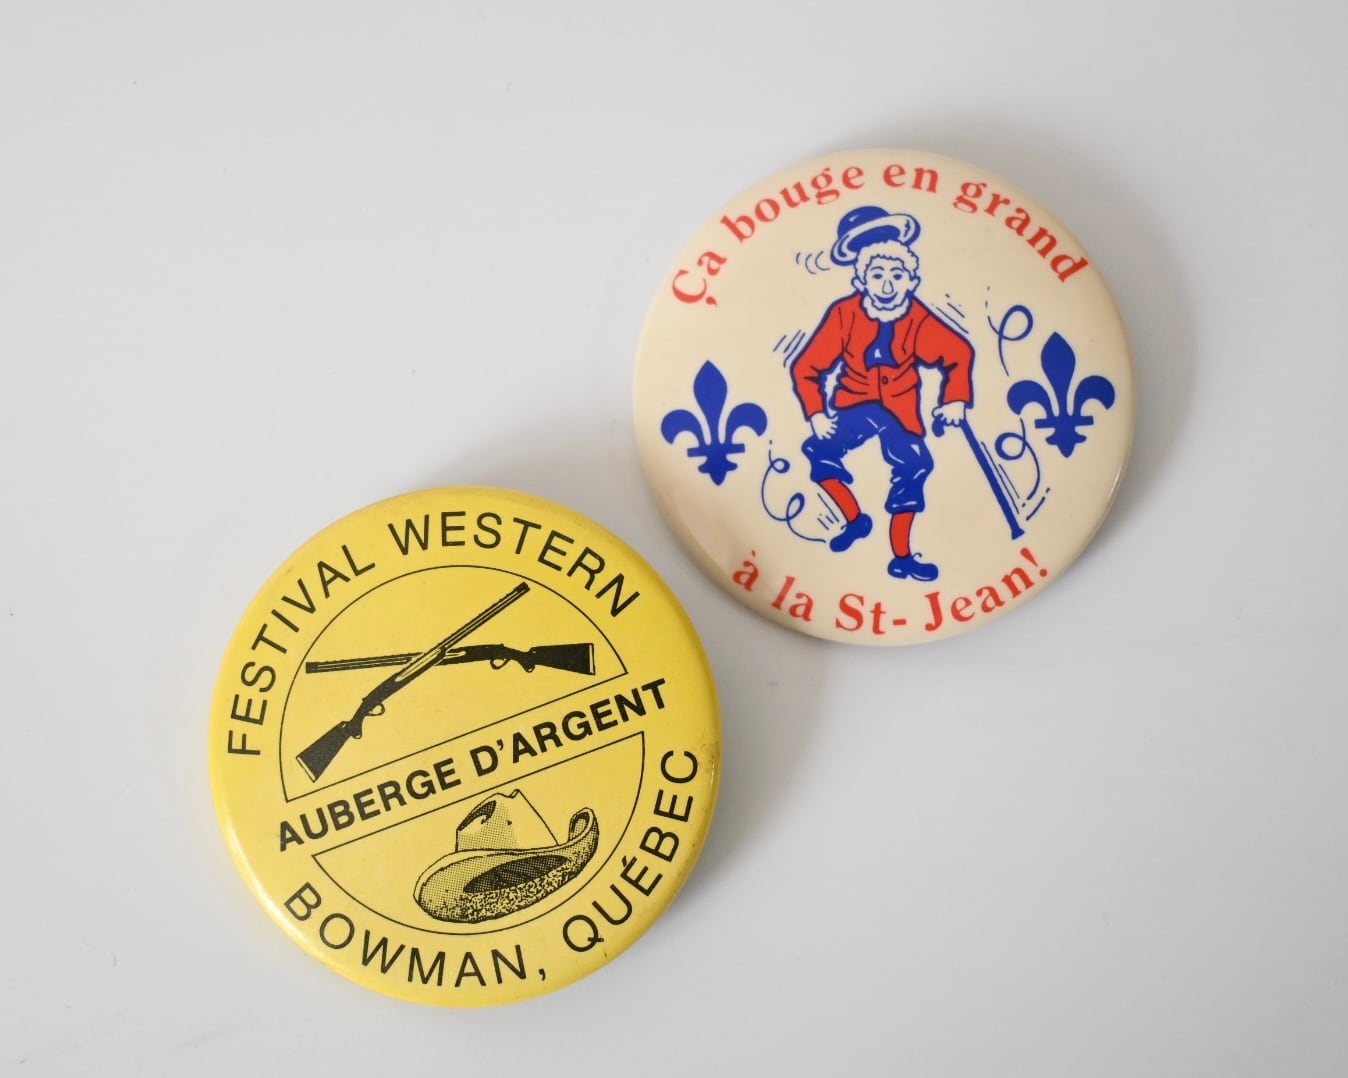 Ça bouge en grand
à la St-Jean!
FESTIVAL WESTERN
AUBERGE D'ARGENT
BOWMAN, QUÉBEC